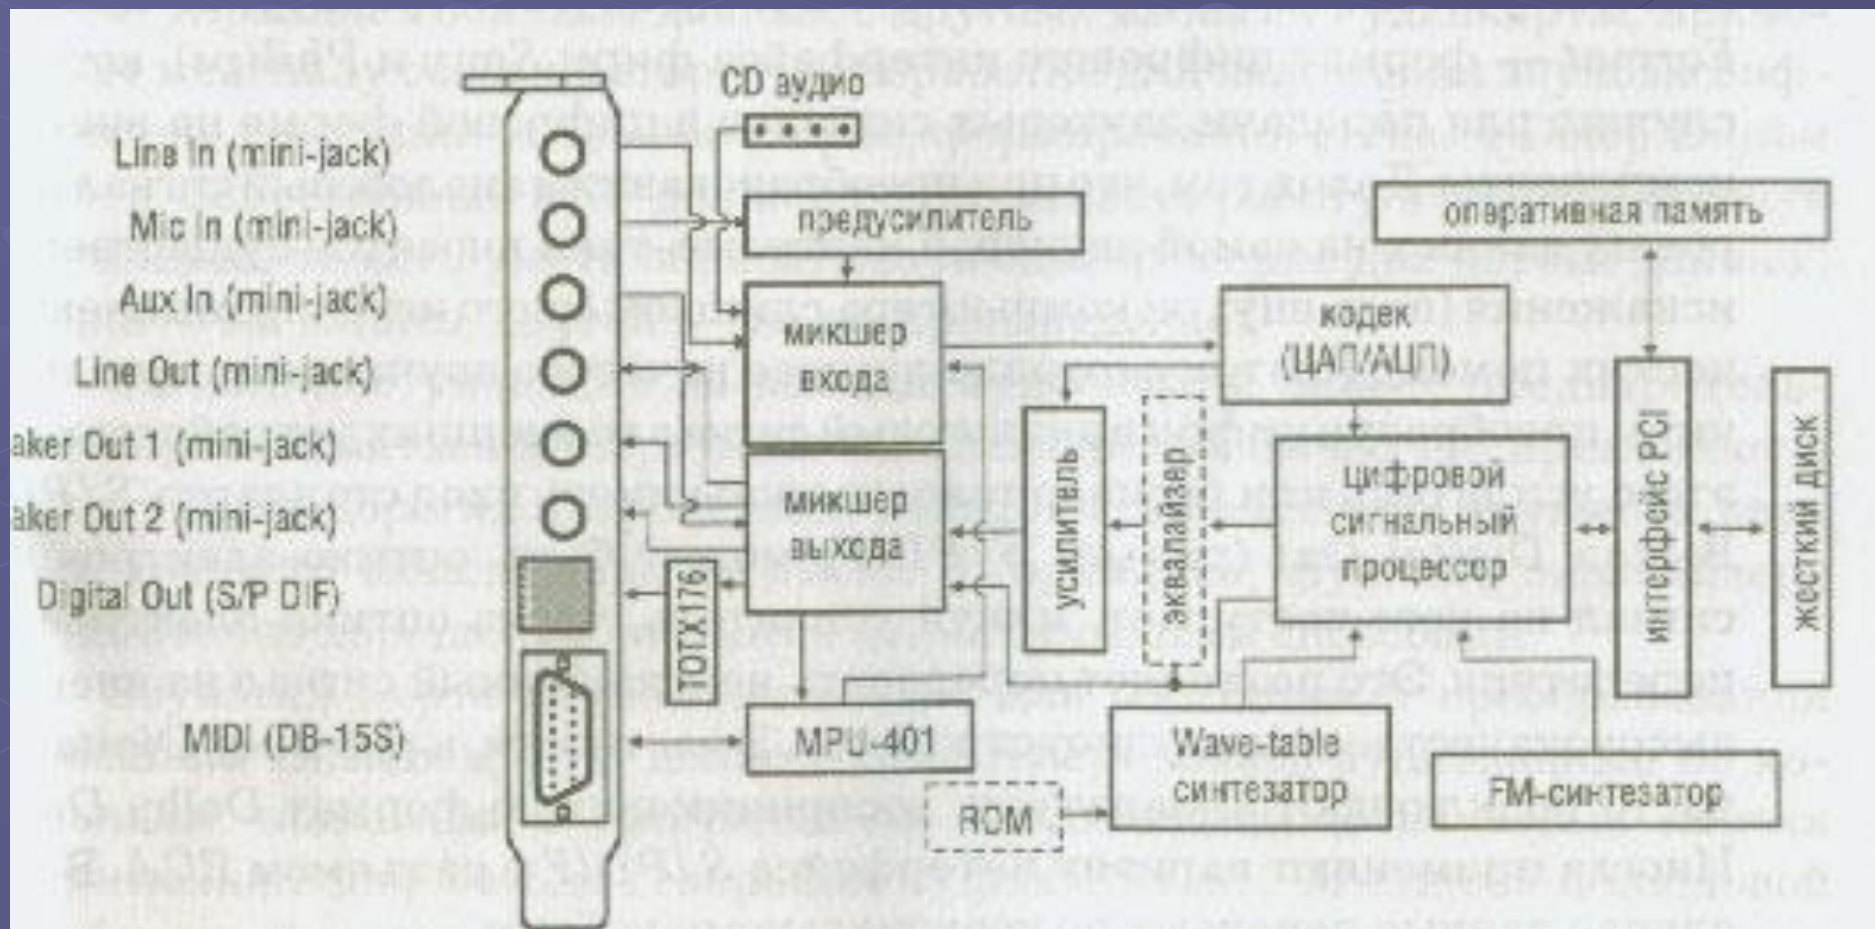 CD аудио
Line In (mini-jack)
Mic In (mini-jack)
Aux In (mini-jack)
Line Out (mini-jack)
aker Out 1 (mini-jack)
aker Out 2 (mini-jack)
Digital Out (S/P DIF)
MIDI (DB-15S)
предусилитель
микшер
входа
микшер
выхода
TOTX176
MPU-401
ROM
оперативная память
кодек
(ЦАП/АЦП)
усилитель
эквалайзер
цифровой
сигнальный
процессор
интерфейс PCI
жесткий диск
Wave-table
синтезатор
FM-синтезатор